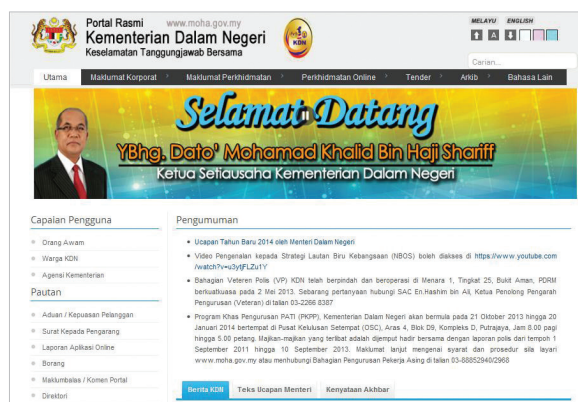 Portal Rasmi www.moha.gov.my
Kementerian Dalam Negeri
Keselamatan Tanggungjawab Bersama
KDN
MELAYU ENGLISH
A
Carian...
Utama Maklumat Korporat Maklumat Perkhidmatan Perkhidmatan Online Tender Arkib Bahasa Lain
Selamat Datang
YBhg. Dato' Mohamad Khalid Bin Haji Shariff
Ketua Setiausaha Kementerian Dalam Negeri
Capaian Pengguna
Orang Awam
Warga KDN
Agensi Kementerian
Pautan
Aduan / Kepuasan Pelanggan
Surat Kepada Pengarang
Laporan Aplikasi Online
Borang
Maklumbalas / Komen Portal
Direktori
Pengumuman
Ucapan Tahun Baru 2014 oleh Menteri Dalam Negeri
Video Pengenalan kepada Strategi Lautan Biru Kebangsaan (NBOS) boleh diakses di https://www.youtube.com
/watch?v=u3ytjFLZu1Y
Bahagian Veteren Polis (VP) KDN telah berpindah dan beroperasi di Menara 1, Tingkat 25, Bukit Aman, PDRM
berkuatkuasa pada 2 Mei 2013. Sebarang pertanyaan hubungi SAC En.Hashim bin Ali, Ketua Penolong Pengarah
Pengurusan (Veteran) di talian 03-2266 8387
Program Khas Pengurusan PATI (PKPP), Kementerian Dalam Negeri akan bermula pada 21 Oktober 2013 hingga 20
Januari 2014 bertempat di Pusat Kelulusan Setempat (OSC), Aras 4, Blok D9, Kompleks D, Putrajaya, Jam 8.00 pagi
hingga 5.00 petang. Majikan-majikan yang terlibat adalah dijemput hadir bersama dengan laporan polis dari tempoh 1
September 2011 hingga 10 September 2013. Maklumat lanjut mengenai syarat dan prosedur sila layari
www.moha.gov.my atau menhubungi Bahagian Pengurusan Pekerja Asing di talian 03-88852940/2968
Berita KDN Teks Ucapan Menteri Kenyataan Akhbar